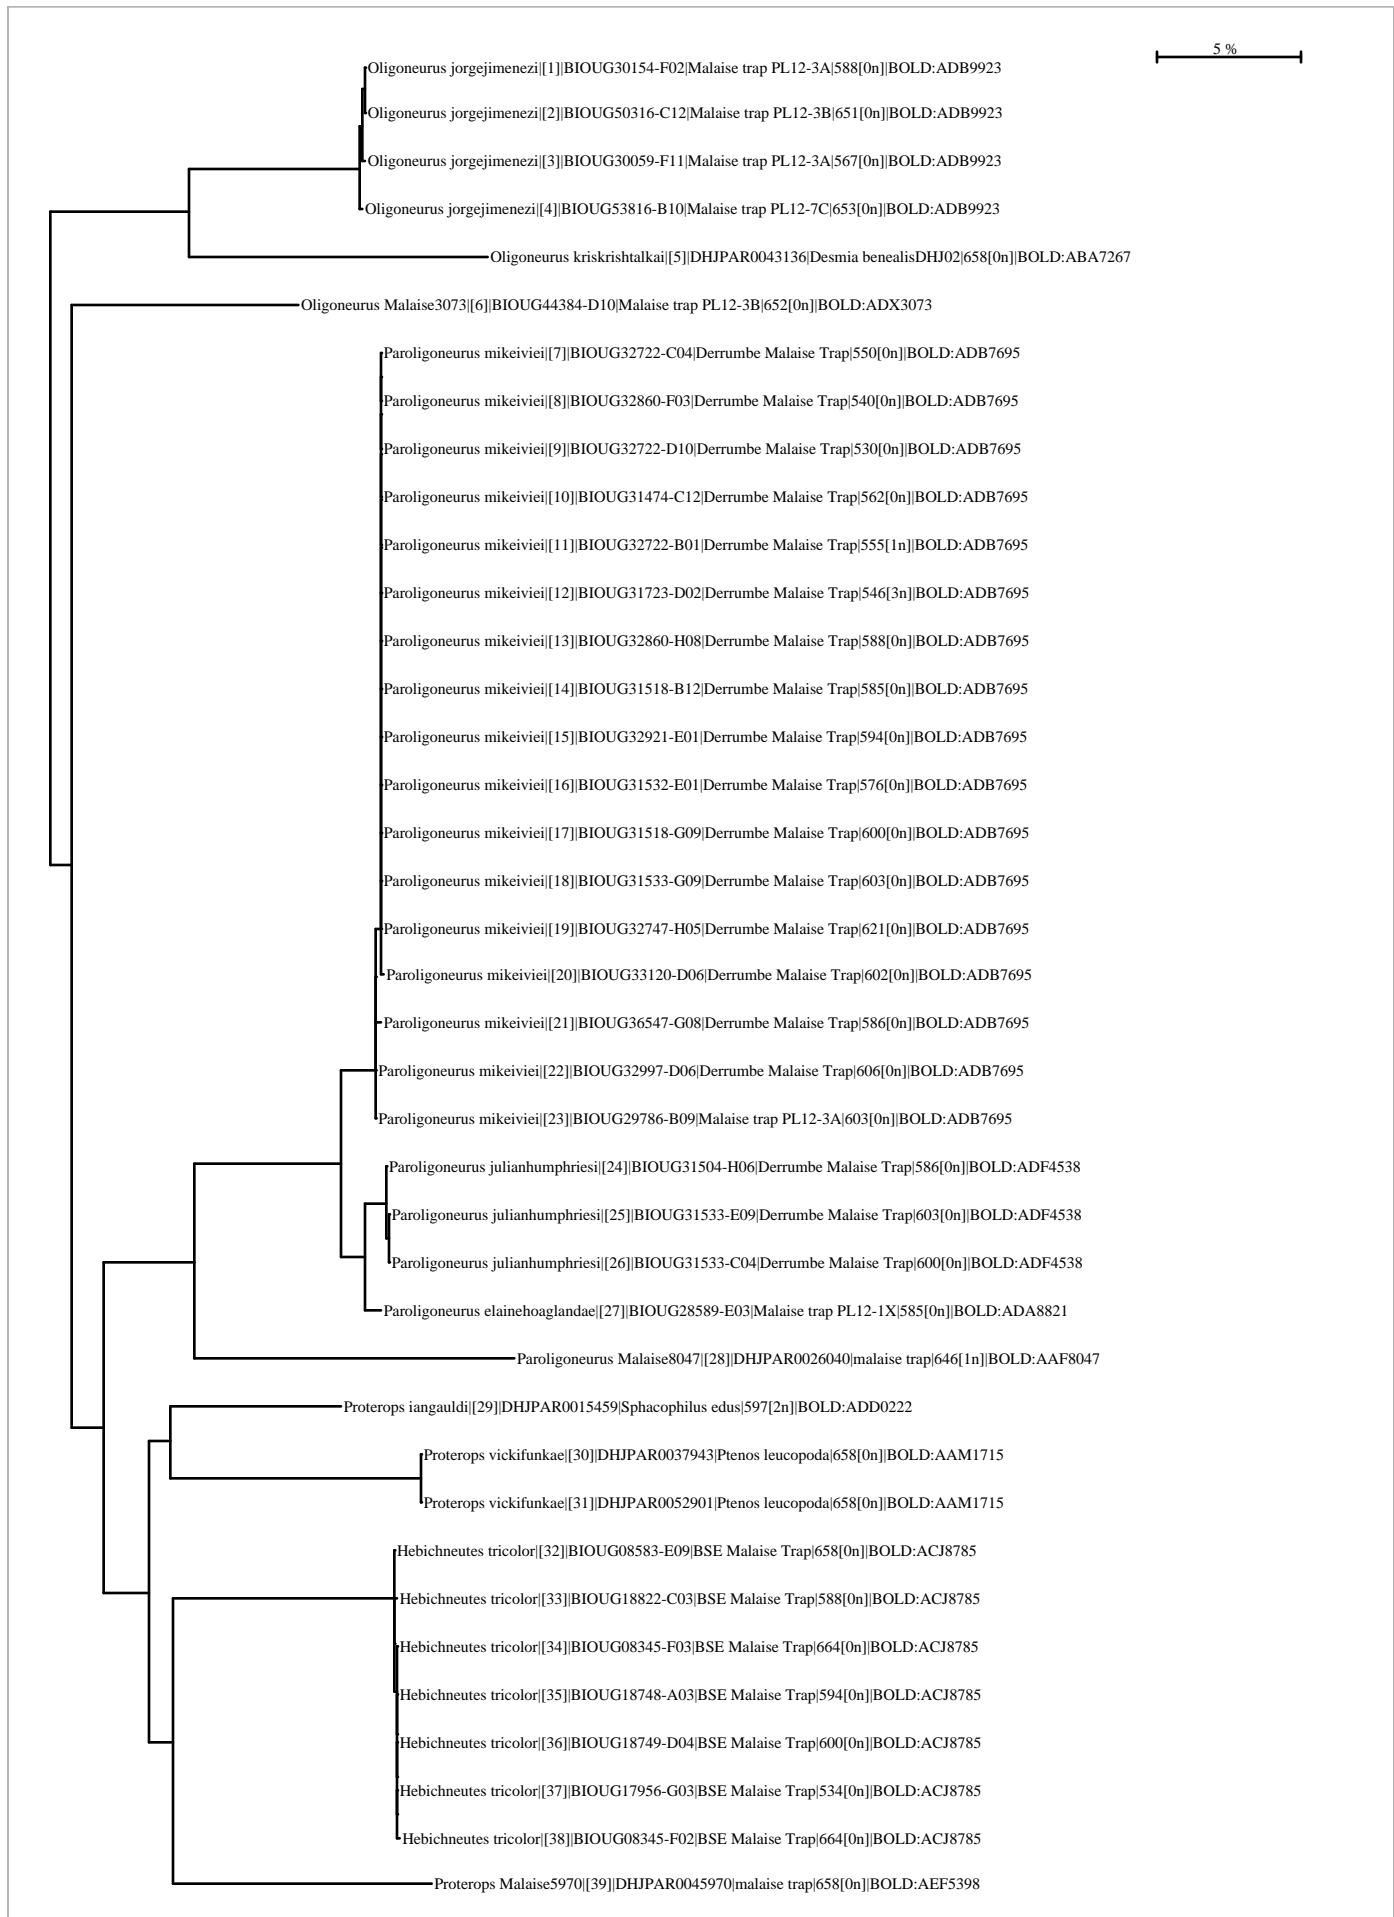 5 %
Oligoneurus jorgejimenezi|[1]|BIOUG30154-F02|Malaise trap PL12-3A|588[0n]|BOLD:ADB9923
Oligoneurus jorgejimenezi|[2]|BIOUG50316-C12|Malaise trap PL12-3B|651[0n]|BOLD:ADB9923
Oligoneurus jorgejimenezi|[3]|BIOUG30059-F11|Malaise trap PL12-3A|567[0n]|BOLD:ADB9923
Oligoneurus jorgejimenezi|[4]|BIOUG53816-B10|Malaise trap PL12-7C|653[0n]|BOLD:ADB9923
Oligoneurus kriskrishtalkai|[5]|DHJPAR0043136|Desmia benealisDHJ02|658[0n]|BOLD:ABA7267
Oligoneurus Malaise3073|[6]|BIOUG44384-D10|Malaise trap PL12-3B|652[0n]|BOLD:ADX3073
Paroligoneurus mikeiviei|[7]|BIOUG32722-C04|Derrumbe Malaise Trap|550[0n]|BOLD:ADB7695
Paroligoneurus mikeiviei|[8]|BIOUG32860-F03|Derrumbe Malaise Trap|540[0n]|BOLD:ADB7695
Paroligoneurus mikeiviei|[9]|BIOUG32722-D10|Derrumbe Malaise Trap|530[0n]|BOLD:ADB7695
Paroligoneurus mikeiviei|[10]|BIOUG31474-C12|Derrumbe Malaise Trap|562[0n]|BOLD:ADB7695
Paroligoneurus mikeiviei|[11]|BIOUG32722-B01|Derrumbe Malaise Trap|555[1n]|BOLD:ADB7695
Paroligoneurus mikeiviei|[12]|BIOUG31723-D02|Derrumbe Malaise Trap|546[3n]|BOLD:ADB7695
Paroligoneurus mikeiviei|[13]|BIOUG32860-H08|Derrumbe Malaise Trap|588[0n]|BOLD:ADB7695
Paroligoneurus mikeiviei|[14]|BIOUG31518-B12|Derrumbe Malaise Trap|585[0n]|BOLD:ADB7695
Paroligoneurus mikeiviei|[15]|BIOUG32921-E01|Derrumbe Malaise Trap|594[0n]|BOLD:ADB7695
Paroligoneurus mikeiviei|[16]|BIOUG31532-E01|Derrumbe Malaise Trap|576[0n]|BOLD:ADB7695
Paroligoneurus mikeiviei|[17]|BIOUG31518-G09|Derrumbe Malaise Trap|600[0n]|BOLD:ADB7695
Paroligoneurus mikeiviei|[18]|BIOUG31533-G09|Derrumbe Malaise Trap|603[0n]|BOLD:ADB7695
Paroligoneurus mikeiviei|[19]|BIOUG32747-H05|Derrumbe Malaise Trap|621[0n]|BOLD:ADB7695
Paroligoneurus mikeiviei|[20]|BIOUG33120-D06|Derrumbe Malaise Trap|602[0n]|BOLD:ADB7695
Paroligoneurus mikeiviei|[21]|BIOUG36547-G08|Derrumbe Malaise Trap|586[0n]|BOLD:ADB7695
Paroligoneurus mikeiviei|[22]|BIOUG32997-D06|Derrumbe Malaise Trap|606[0n]|BOLD:ADB7695
Paroligoneurus mikeiviei|[23]|BIOUG29786-B09|Malaise trap PL12-3A|603[0n]|BOLD:ADB7695
Paroligoneurus julianhumphriesi|[24]|BIOUG31504-H06|Derrumbe Malaise Trap|586[0n]|BOLD:ADF4538
Paroligoneurus julianhumphriesi|[25]|BIOUG31533-E09|Derrumbe Malaise Trap|603[0n]|BOLD:ADF4538
Paroligoneurus julianhumphriesi|[26]|BIOUG31533-C04|Derrumbe Malaise Trap|600[0n]|BOLD:ADF4538
Paroligoneurus elainehoaglandae|[27]|BIOUG28589-E03|Malaise trap PL12-1X|585[0n]|BOLD:ADA8821
Paroligoneurus Malaise8047|[28]|DHJPAR0026040|malaise trap|646[1n]|BOLD:AAF8047
Proterops iangauldi|[29]|DHJPAR0015459|Sphacophilus edus|597[2n]|BOLD:ADD0222
Proterops vickifunkae|[30]|DHJPAR0037943|Ptenos leucopoda|658[0n]|BOLD:AAM1715
Proterops vickifunkae|[31]|DHJPAR0052901|Ptenos leucopoda|658[0n]|BOLD:AAM1715
Hebichneutes tricolor|[32]|BIOUG08583-E09|BSE Malaise Trap|658[0n]|BOLD:ACJ8785
Hebichneutes tricolor|[33]|BIOUG18822-C03|BSE Malaise Trap|588[0n]|BOLD:ACJ8785
Hebichneutes tricolor|[34]|BIOUG08345-F03|BSE Malaise Trap|664[0n]|BOLD:ACJ8785
Hebichneutes tricolor|[35]|BIOUG18748-A03|BSE Malaise Trap|594[0n]|BOLD:ACJ8785
Hebichneutes tricolor|[36]|BIOUG18749-D04|BSE Malaise Trap|600[0n]|BOLD:ACJ8785
Hebichneutes tricolor|[37]|BIOUG17956-G03|BSE Malaise Trap|534[0n]|BOLD:ACJ8785
Hebichneutes tricolor|[38]|BIOUG08345-F02|BSE Malaise Trap|664[0n]|BOLD:ACJ8785
Proterops Malaise5970|[39]|DHJPAR0045970|malaise trap|658[0n]|BOLD:AEF5398